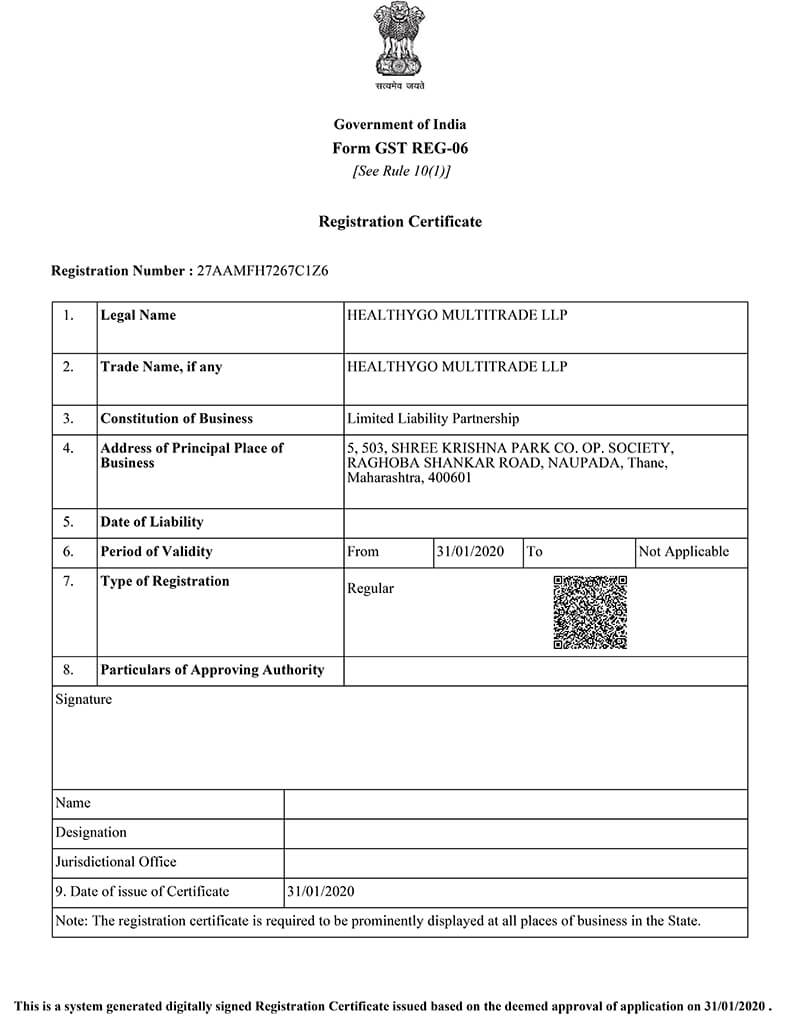 सत्यमेव जयते
Government of India
Form GST REG-06
[See Rule 10(1)]
Registration Certificate
Registration Number : 27AAMFH7267C1Z6
1. Legal Name HEALTHYGO MULTITRADE LLP
2. Trade Name, if any HEALTHYGO MULTITRADE LLP
3. Constitution of Business Limited Liability Partnership
4. Address of Principal Place of Business 5, 503, SHREE KRISHNA PARK CO. OP. SOCIETY,
RAGHOBA SHANKAR ROAD, NAUPADA, Thane,
Maharashtra, 400601
5. Date of Liability
6. Period of Validity From 31/01/2020 To Not Applicable
7. Type of Registration Regular
8. Particulars of Approving Authority
Signature
Name
Designation
Jurisdictional Office
9. Date of issue of Certificate 31/01/2020
Note: The registration certificate is required to be prominently displayed at all places of business in the State.
This is a system generated digitally signed Registration Certificate issued based on the deemed approval of application on 31/01/2020 .